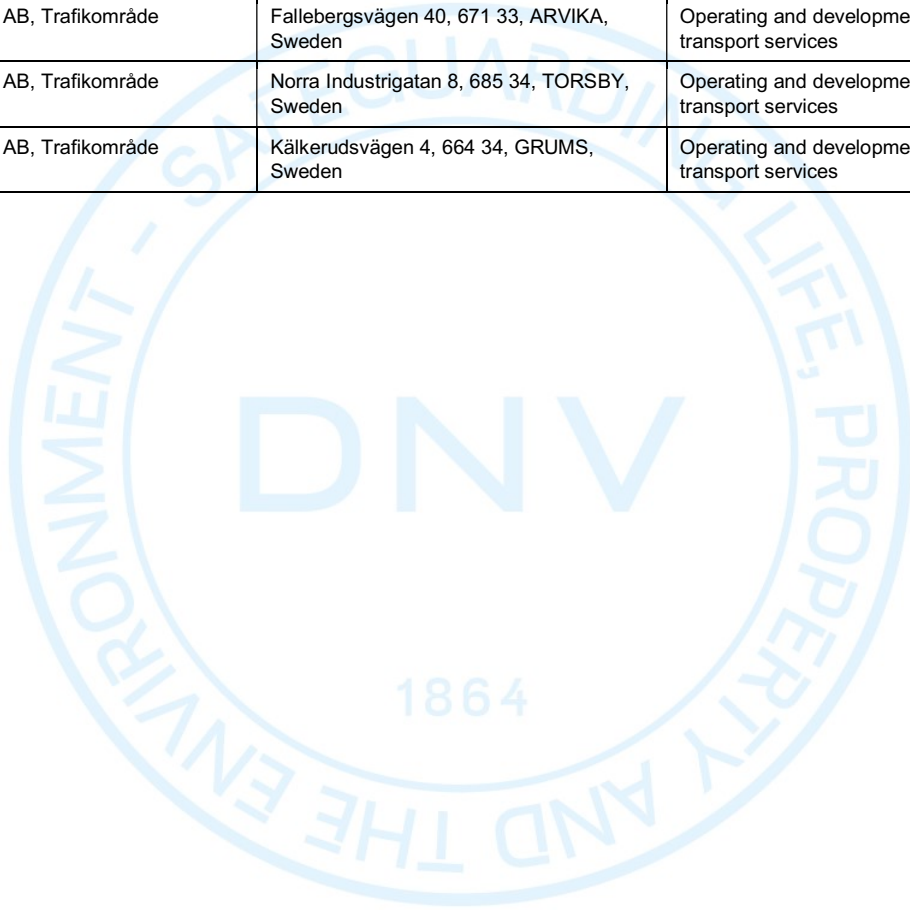 AB, Trafikområde
Fallebergsvägen 40, 671 33, ARVIKA,
Sweden
Operating and developme
transport services
AB, Trafikområde
Norra Industrigatan 8, 685 34, TORSBY,
Sweden
Operating and developme
transport services
AB, Trafikområde
Kälkerudsvägen 4, 664 34, GRUMS,
Sweden
Operating and developme
transport services
SAFEGUARDING LIFE, PROPERTY AND THE ENVIRONMENT -
DNV
1864